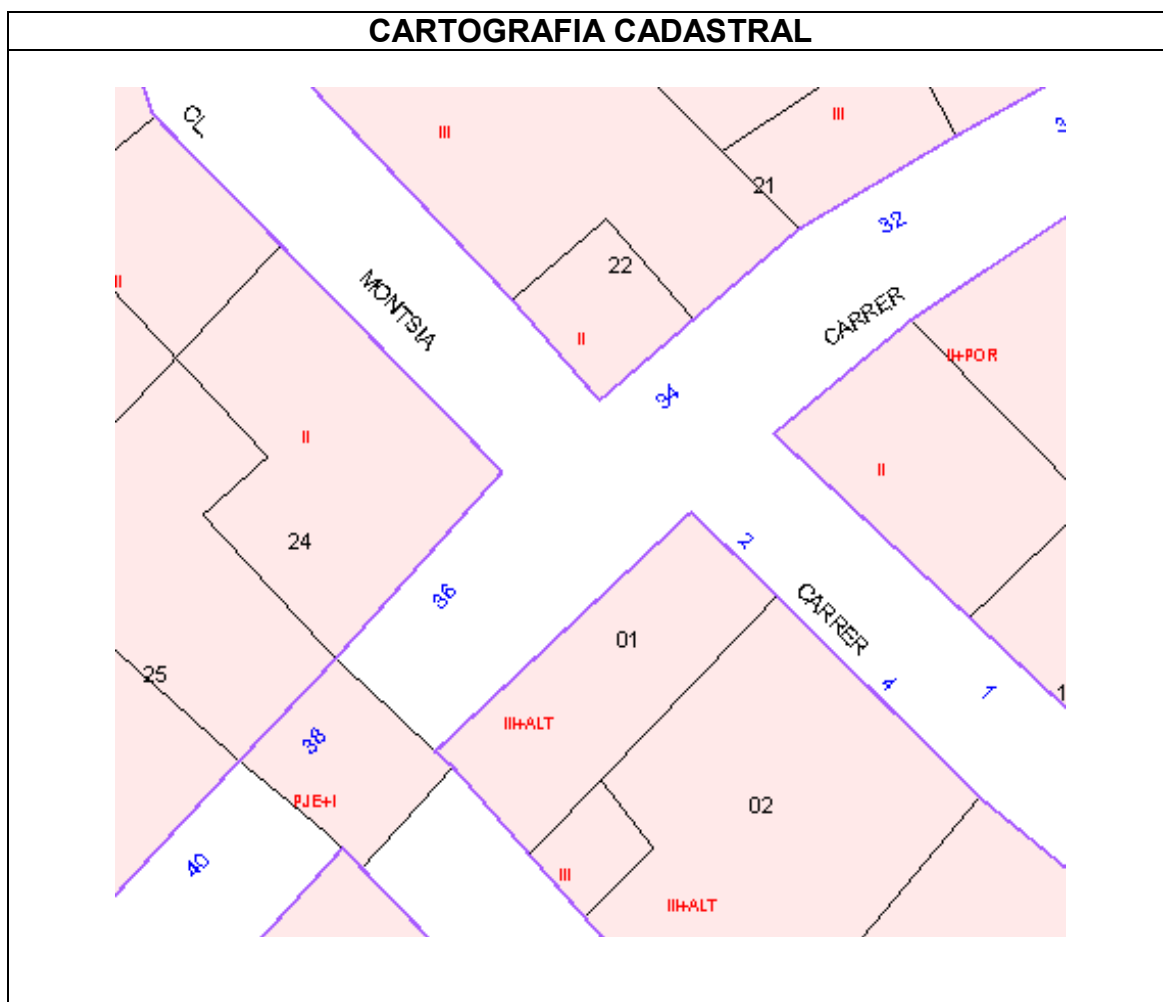 CARTOGRAFIA CADASTRAL
CL
III
III
21
32
22
II
MONTSIA
CARRER
II
II+POR
34
II
II
24
2
36
CARRER
01
25
4
1
1
III+ALT
38
PJE+I
02
40
III
III+ALT